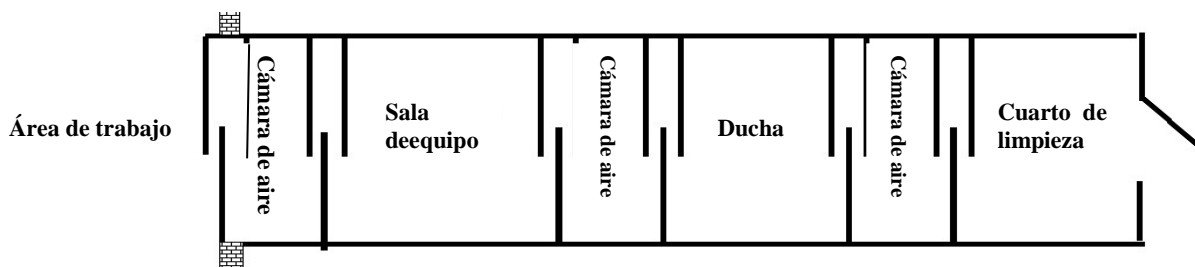 Área de trabajo
Cámara de aire
Sala
deequipo
Cámara de aire
Ducha
Cámara de aire
Cuarto de
limpieza